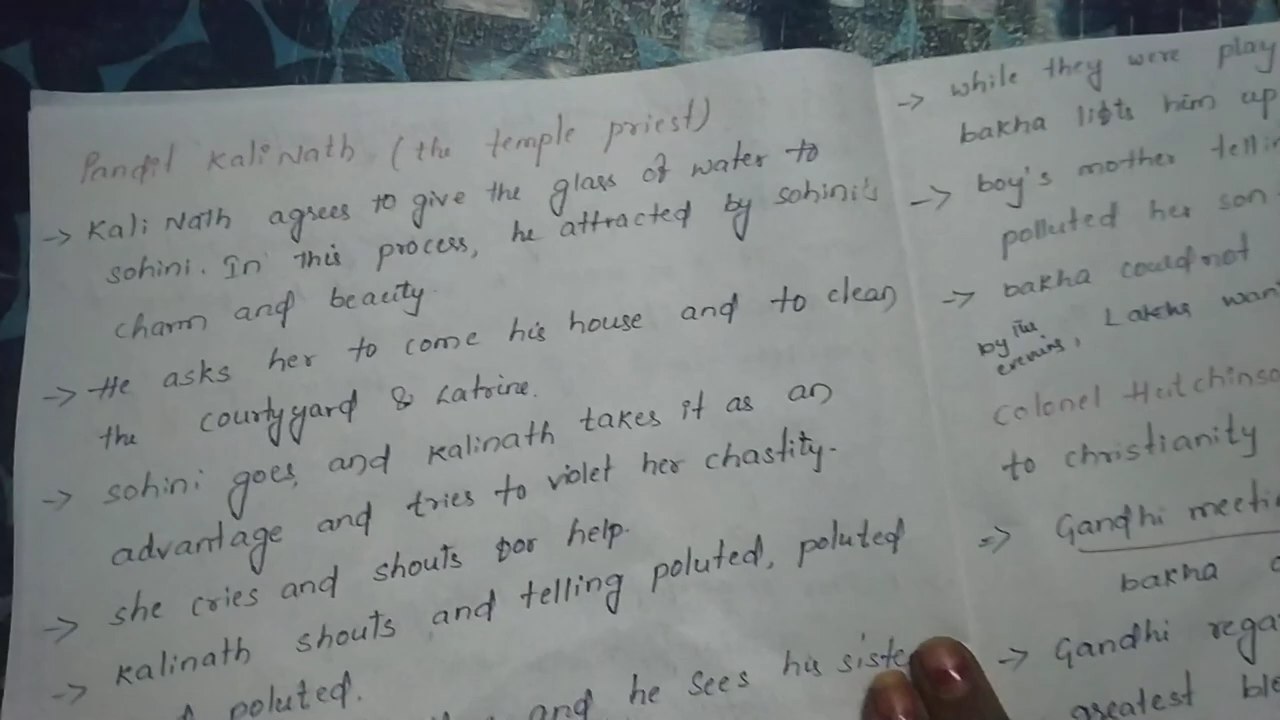 Pandit Kali Nath (the temple priest)
-> Kali Nath agrees to give the glass of water to
sohini. In this process, he attracted by sohini's
charm and beauty.
-> He asks her to come his house and to clean
the courtyyard & Latrine.
-> sohini goes, and Kalinath takes it as an
advantage and tries to violet her chastity.
-> she cries and shouts for help.
-> Kalinath shouts and telling poluted, poluted
poluted.
and he sees his siste
-> while they were play
bakha lifts him up
-> boy's mother tellin
polluted her son
-> bakha could not
by the evening, Lakha wan
Colonel Hutchinso
to christianity
=> Gandhi meeti
bakha
-> Gandhi rega
greatest ble